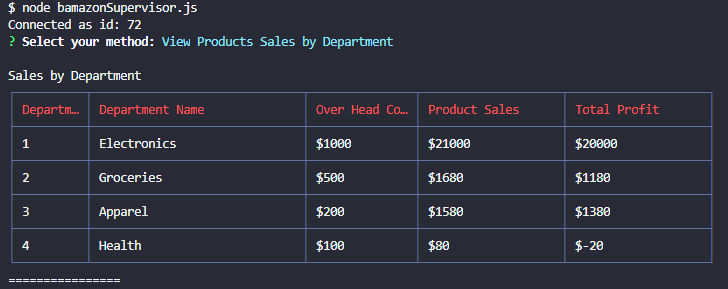 $ node bamazonSupervisor.js
Connected as id: 72
? Select your method: View Products Sales by Department
Sales by Department
Departm… Department Name Over Head Co… Product Sales Total Profit
1 Electronics $1000 $21000 $20000
2 Groceries $500 $1680 $1180
3 Apparel $200 $1580 $1380
4 Health $100 $80 $-20
================